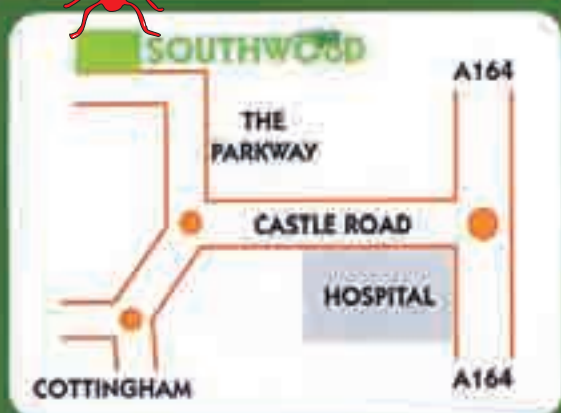 SOUTHWOOD
A164
THE
PARKWAY
CASTLE ROAD
HOSPITAL
COTTINGHAM
A164